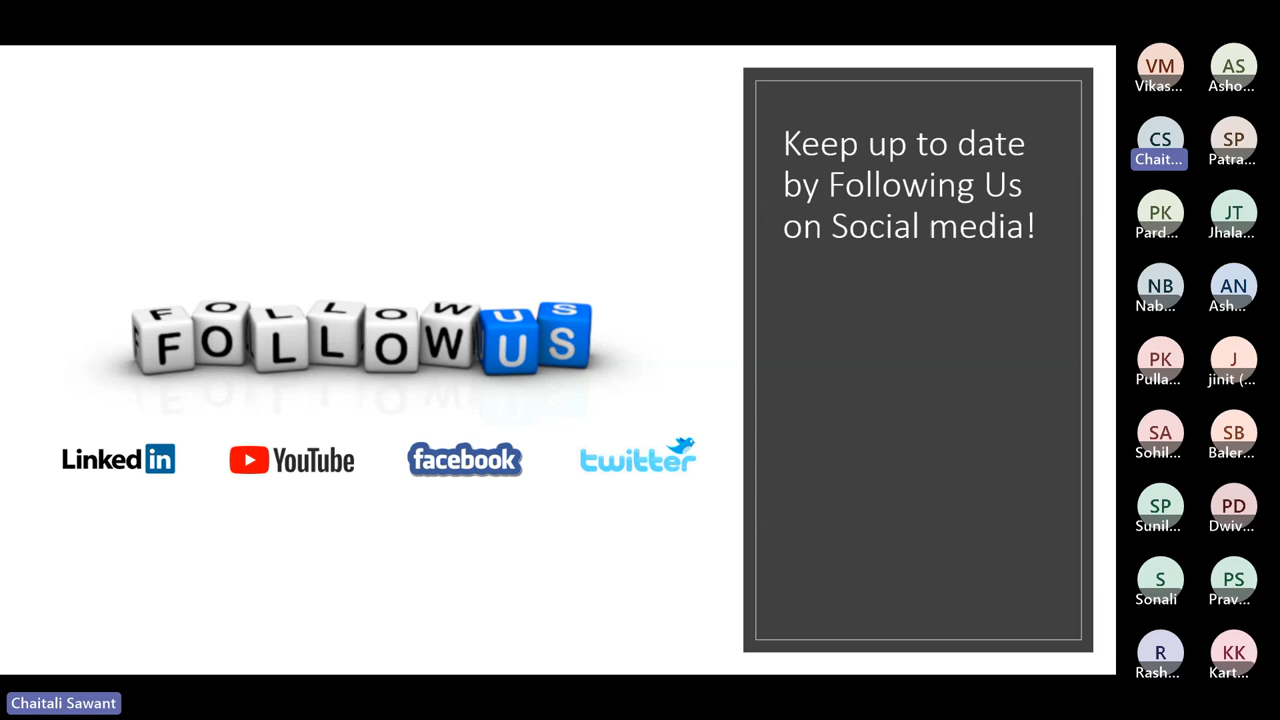 Keep up to date
by Following Us
on Social media!
F O L L O W U S
FOLLOW US
Linked in
YouTube
facebook
twitter
VM
Vikas...
AS
Asho...
CS
Chait...
SP
Patra...
PK
Pard...
JT
Jhala...
NB
Nab...
AN
Ash...
PK
Pulla...
J
jinit (...
SA
Sohil...
SB
Baler...
SP
Sunil...
PD
Dwiv...
S
Sonali
PS
Prav...
R
Rash...
KK
Kart...
Chaitali Sawant